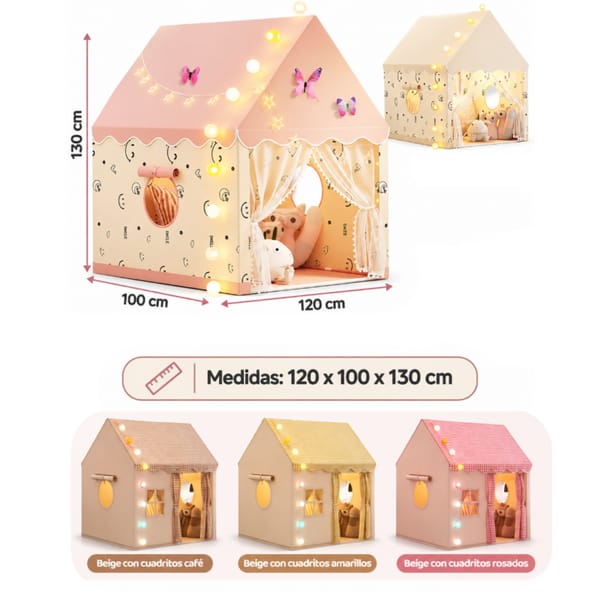 130 cm
100 cm
120 cm
Medidas: 120 x 100 x 130 cm
Beige con cuadritos café
Beige con cuadritos amarillos
Beige con cuadritos rosados